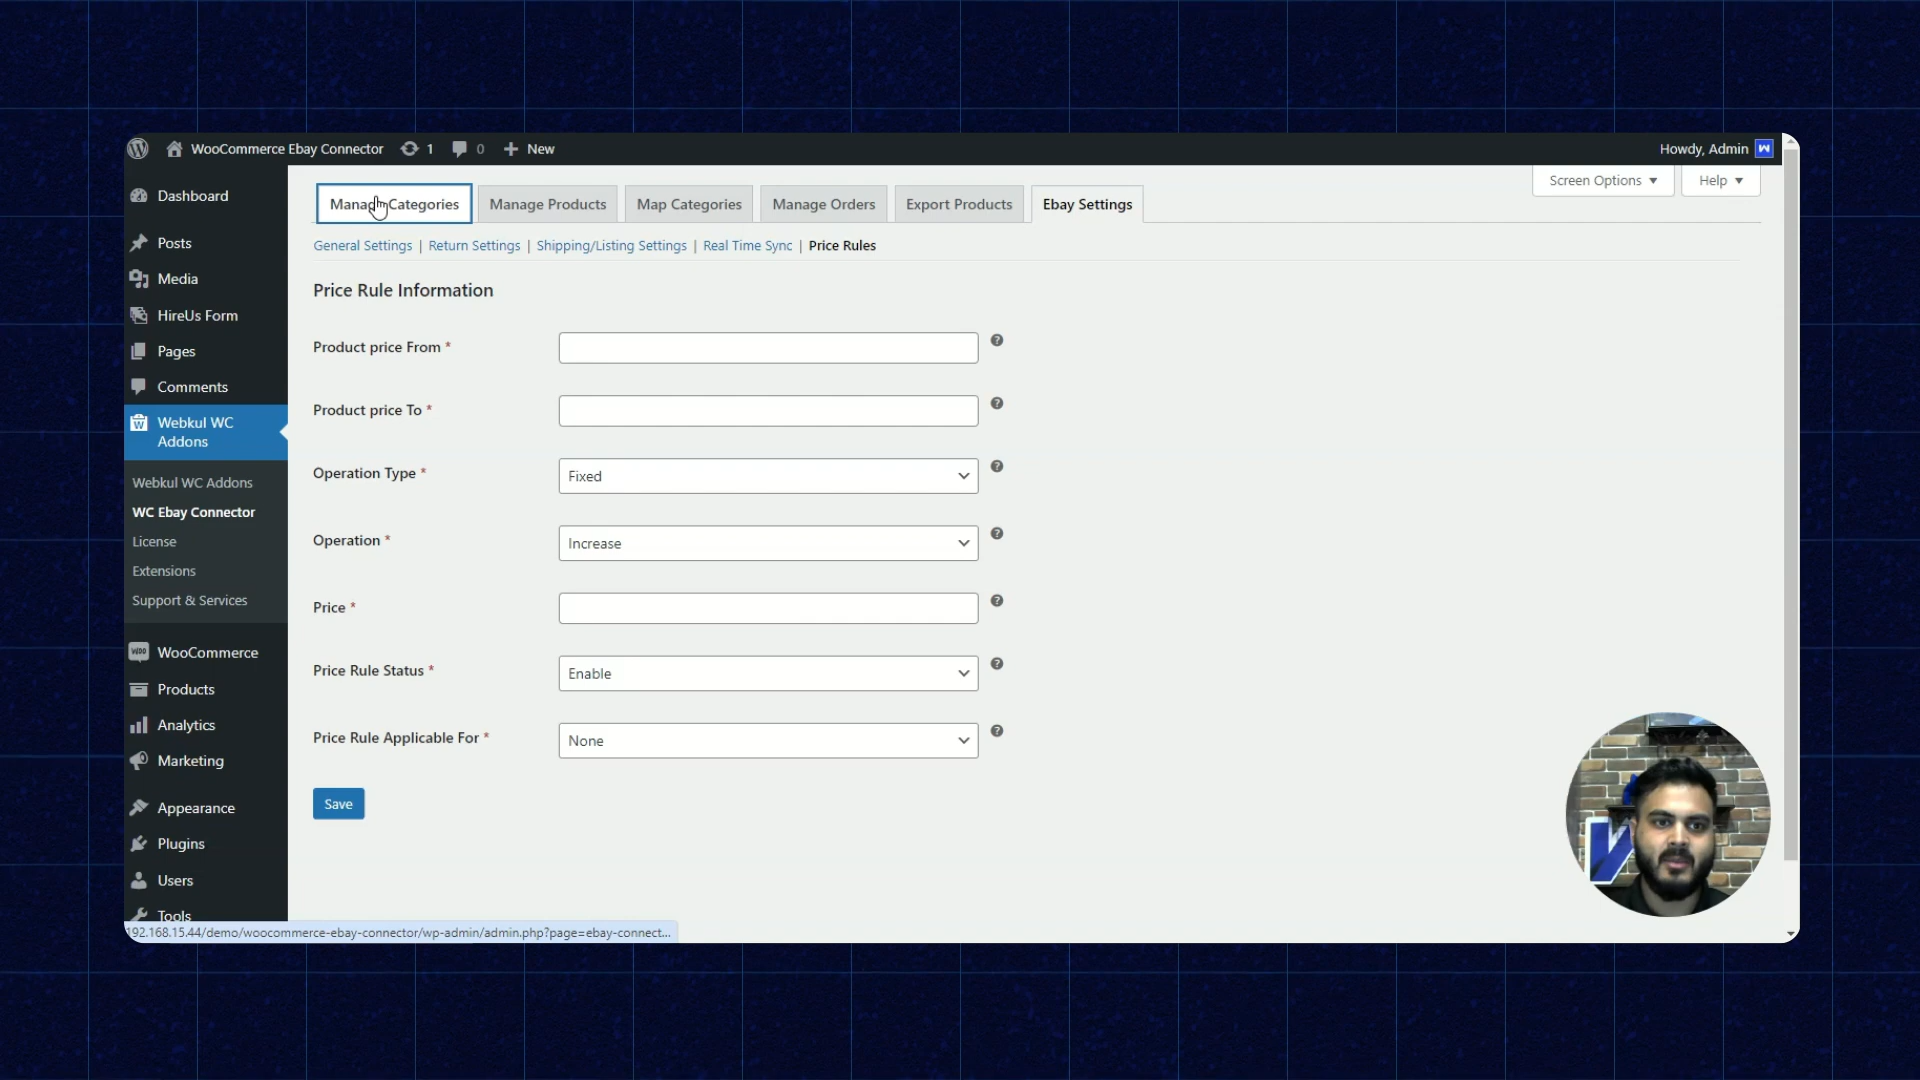 WooCommerce Ebay Connector 1 0 New Howdy, Admin
Screen Options Help
Manage Categories Manage Products Map Categories Manage Orders Export Products Ebay Settings
General Settings | Return Settings | Shipping/Listing Settings | Real Time Sync | Price Rules
Price Rule Information
Product price From *
Product price To *
Operation Type * Fixed
Operation * Increase
Price *
Price Rule Status * Enable
Price Rule Applicable For * None
Save
Dashboard
Posts
Media
HireUs Form
Pages
Comments
Webkul WC
Addons
Webkul WC Addons
WC Ebay Connector
License
Extensions
Support & Services
WooCommerce
Products
Analytics
Marketing
Appearance
Plugins
Users
Tools
192.168.15.44/demo/woocommerce-ebay-connector/wp-admin/admin.php?page=ebay-connect...